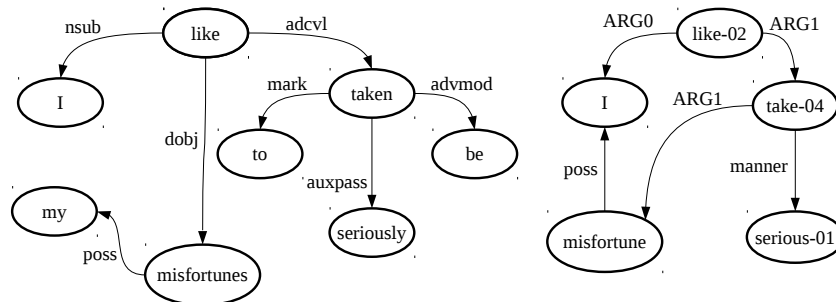 nsub
like
adcvl
ARG0
like-02
ARG1
I
mark
taken
advmod
I
ARG1
take-04
dobj
to
be
auxpass
poss
manner
my
seriously
poss
misfortunes
misfortune
serious-01